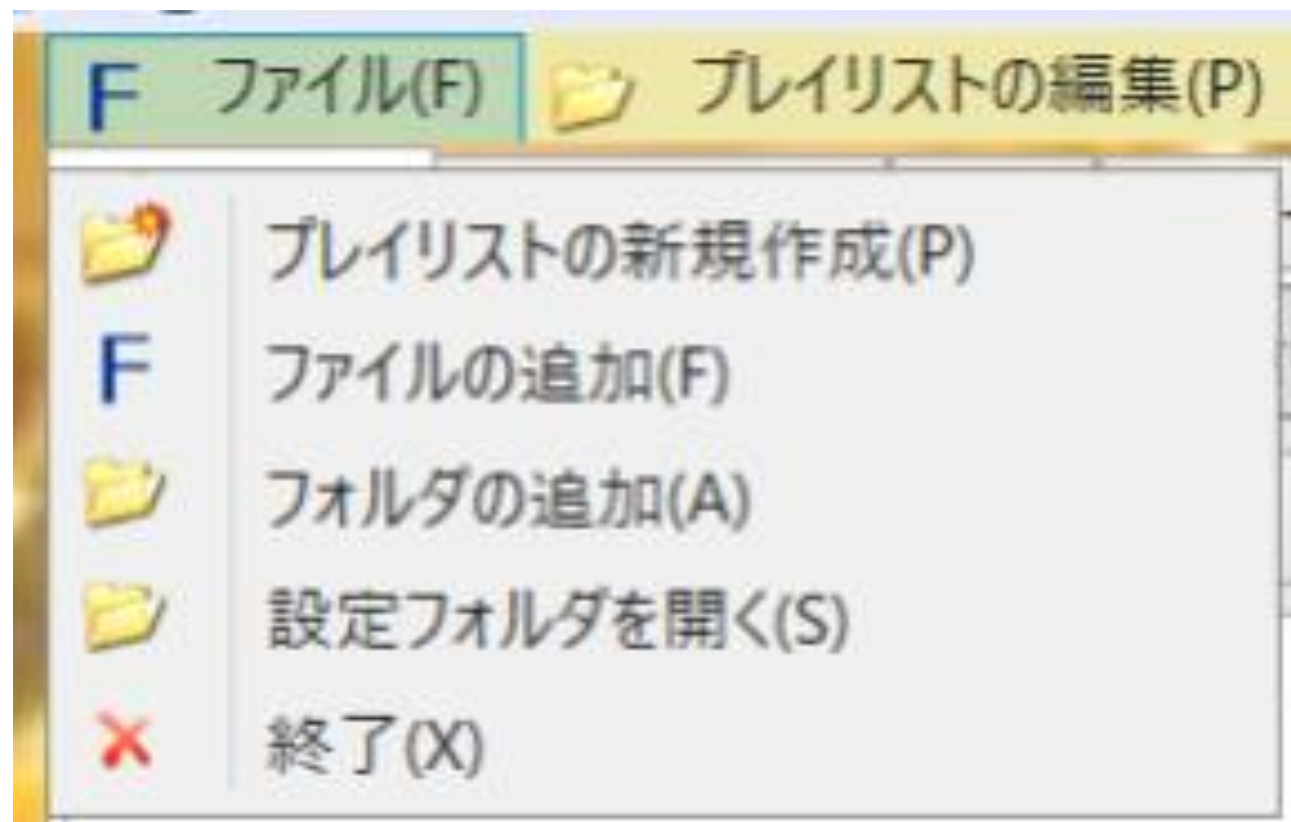 F ファイル(F) プレイリストの編集(P)
プレイリストの新規作成(P)
F ファイルの追加(F)
フォルダの追加(A)
設定フォルダを開く(S)
終了(X)